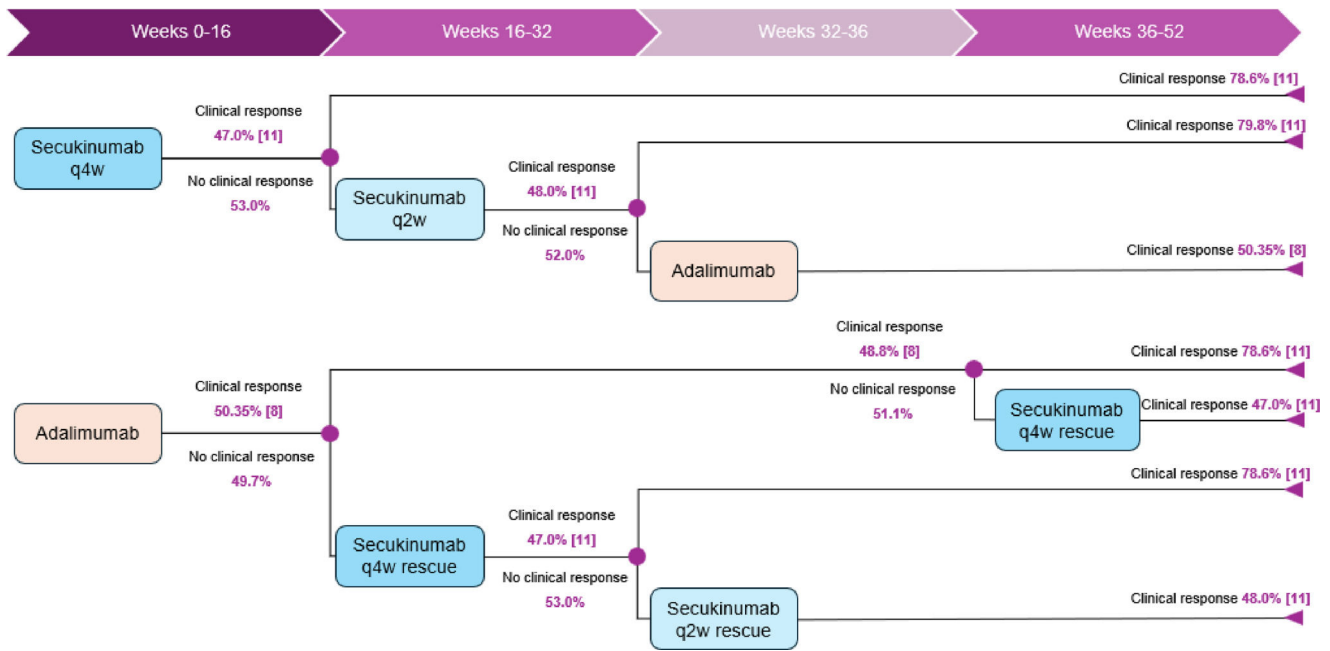 Weeks 0-16
Weeks 16-32
Weeks 32-36
Weeks 36-52
Clinical response 78.6% [11]
Clinical response
47.0% [11]
Clinical response 79.8% [11]
Secukinumab
q4w
Clinical response
48.0% [11]
No clinical response
53.0%
Secukinumab
q2w
No clinical response
52.0%
Clinical response 50.35% [8]
Adalimumab
Clinical response
48.8% [8]
Clinical response 78.6% [11]
Clinical response
50.35% [8]
No clinical response
51.1%
Secukinumab
q4w rescue
Clinical response 47.0% [11]
Adalimumab
No clinical response
49.7%
Clinical response 78.6% [11]
Clinical response
47.0% [11]
Secukinumab
q4w rescue
No clinical response
53.0%
Clinical response 48.0% [11]
Secukinumab
q2w rescue